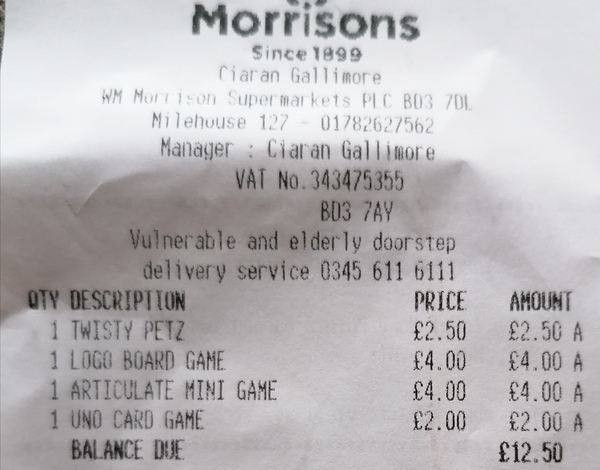 Morrisons
Since 1899
Ciaran Gallimore
WM Morrison Supermarkets PLC BD3 7DL
Milehouse 127 - 01782627562
Manager : Ciaran Gallimore
VAT No.343475355
BD3 7AY
Vulnerable and elderly doorstep
delivery service 0345 611 6111
QTY DESCRIPTION PRICE AMOUNT
1 TWISTY PETZ £2.50 £2.50 A
1 LOGO BOARD GAME £4.00 £4.00 A
1 ARTICULATE MINI GAME £4.00 £4.00 A
1 UNO CARD GAME £2.00 £2.00 A
BALANCE DUE £12.50